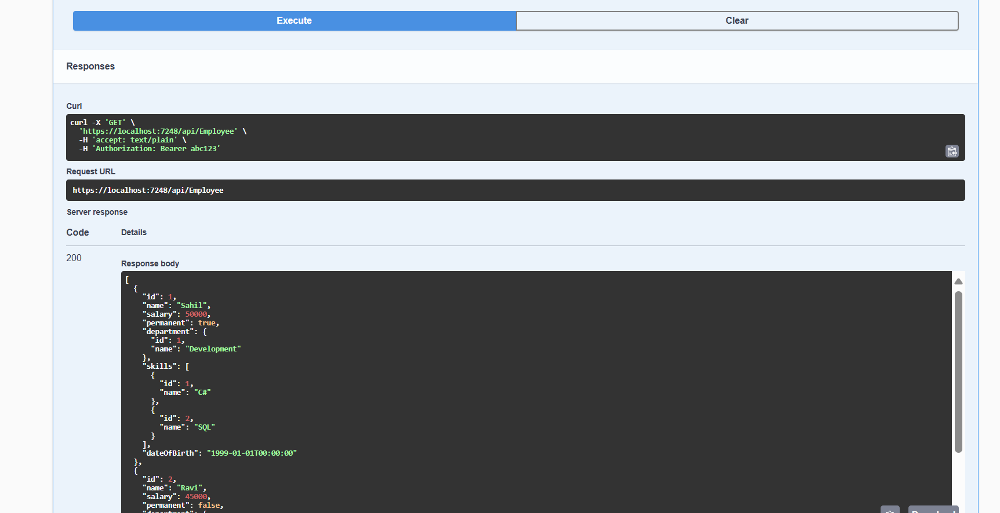 Execute
Clear
Responses
Curl
curl -X 'GET' \
  'https://localhost:7248/api/Employee' \
  -H 'accept: text/plain' \
  -H 'Authorization: Bearer abc123'
Request URL
https://localhost:7248/api/Employee
Server response
Code Details
200
Response body
[
  {
    "id": 1,
    "name": "Sahil",
    "salary": 50000,
    "permanent": true,
    "department": {
      "id": 1,
      "name": "Development"
    },
    "skills": [
      {
        "id": 1,
        "name": "C#"
      },
      {
        "id": 2,
        "name": "SQL"
      }
    ],
    "dateOfBirth": "1999-01-01T00:00:00"
  },
  {
    "id": 2,
    "name": "Ravi",
    "salary": 45000,
    "permanent": false,
    "department": {